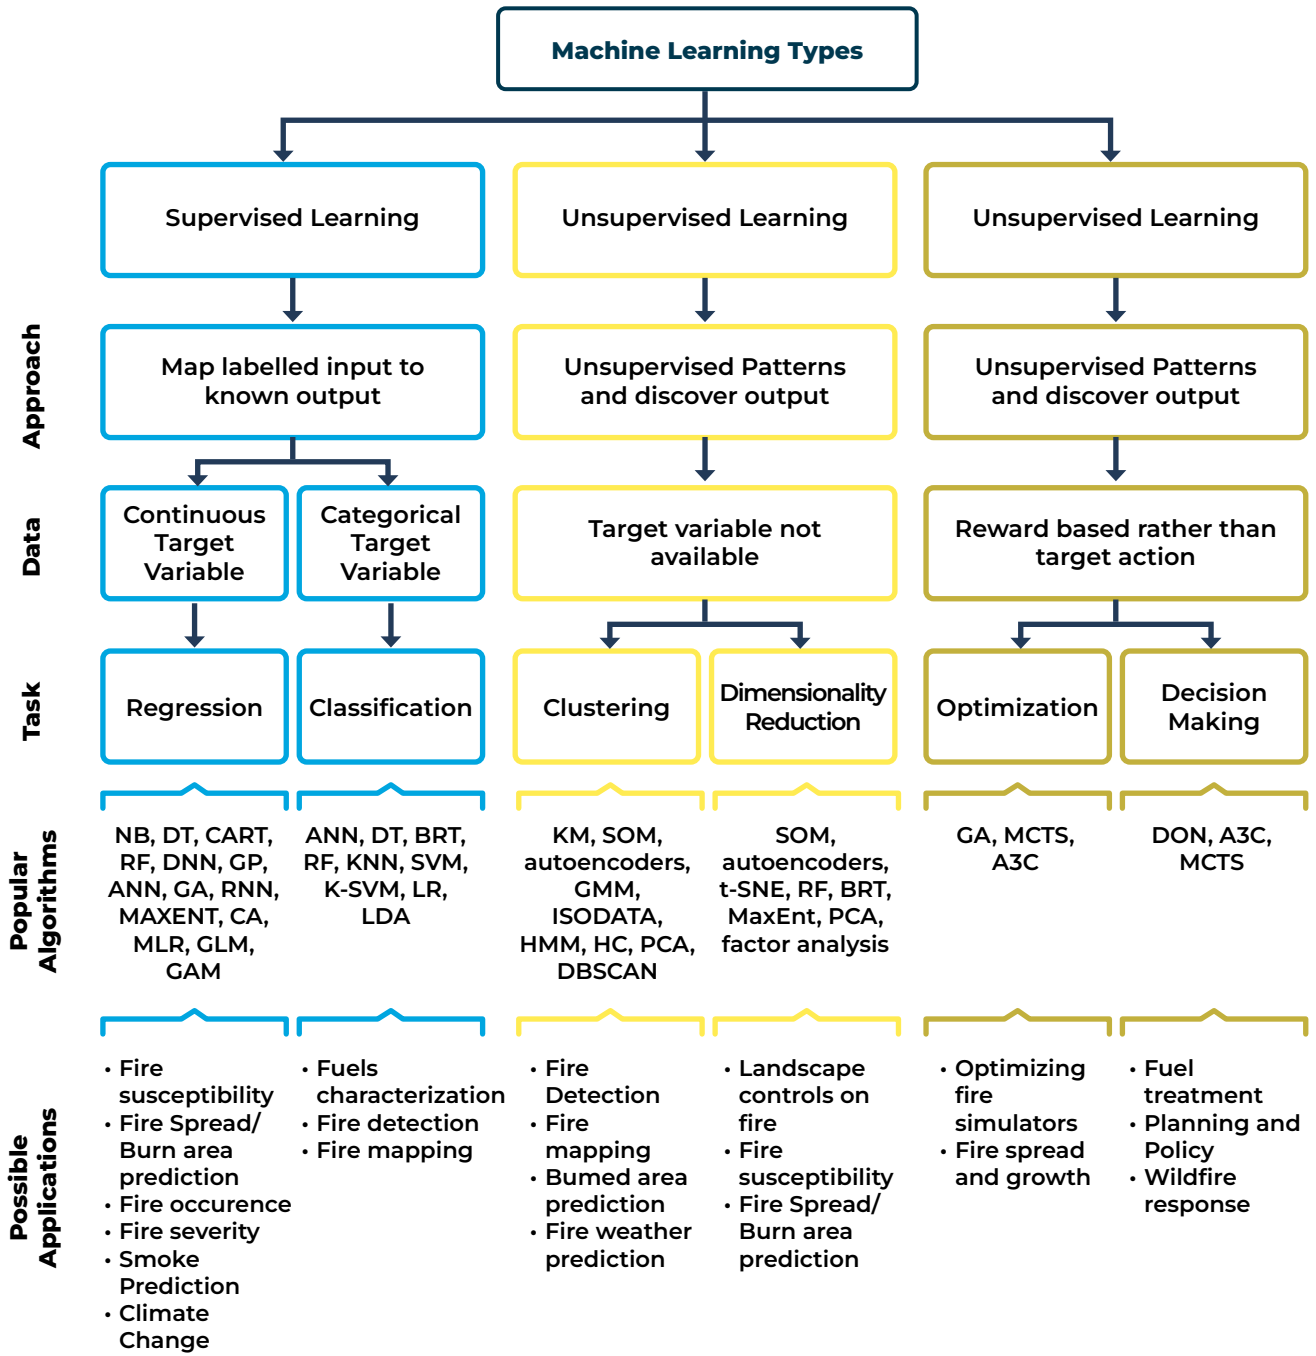 Machine Learning Types
Supervised Learning
Unsupervised Learning
Unsupervised Learning
Approach
Map labelled input to
known output
Unsupervised Patterns
and discover output
Unsupervised Patterns
and discover output
Data
Continuous
Target
Variable
Categorical
Target
Variable
Target variable not
available
Reward based rather than
target action
Task
Regression
Classification
Clustering
Dimensionality
Reduction
Optimization
Decision
Making
Popular
Algorithms
NB, DT, CART,
RF, DNN, GP,
ANN, GA, RNN,
MAXENT, CA,
MLR, GLM,
GAM
ANN, DT, BRT,
RF, KNN, SVM,
K-SVM, LR,
LDA
KM, SOM,
autoencoders,
GMM,
ISODATA,
HMM, HC, PCA,
DBSCAN
SOM,
autoencoders,
t-SNE, RF, BRT,
MaxEnt, PCA,
factor analysis
GA, MCTS,
A3C
DON, A3C,
MCTS
Possible
Applications
• Fire
susceptibility
• Fire Spread/
Burn area
prediction
• Fire occurence
• Fire severity
• Smoke
Prediction
• Climate
Change
• Fuels
characterization
• Fire detection
• Fire mapping
• Fire
Detection
• Fire
mapping
• Bumed area
prediction
• Fire weather
prediction
• Landscape
controls on
fire
• Fire
susceptibility
• Fire Spread/
Burn area
prediction
• Optimizing
fire
simulators
• Fire spread
and growth
• Fuel
treatment
• Planning and
Policy
• Wildfire
response